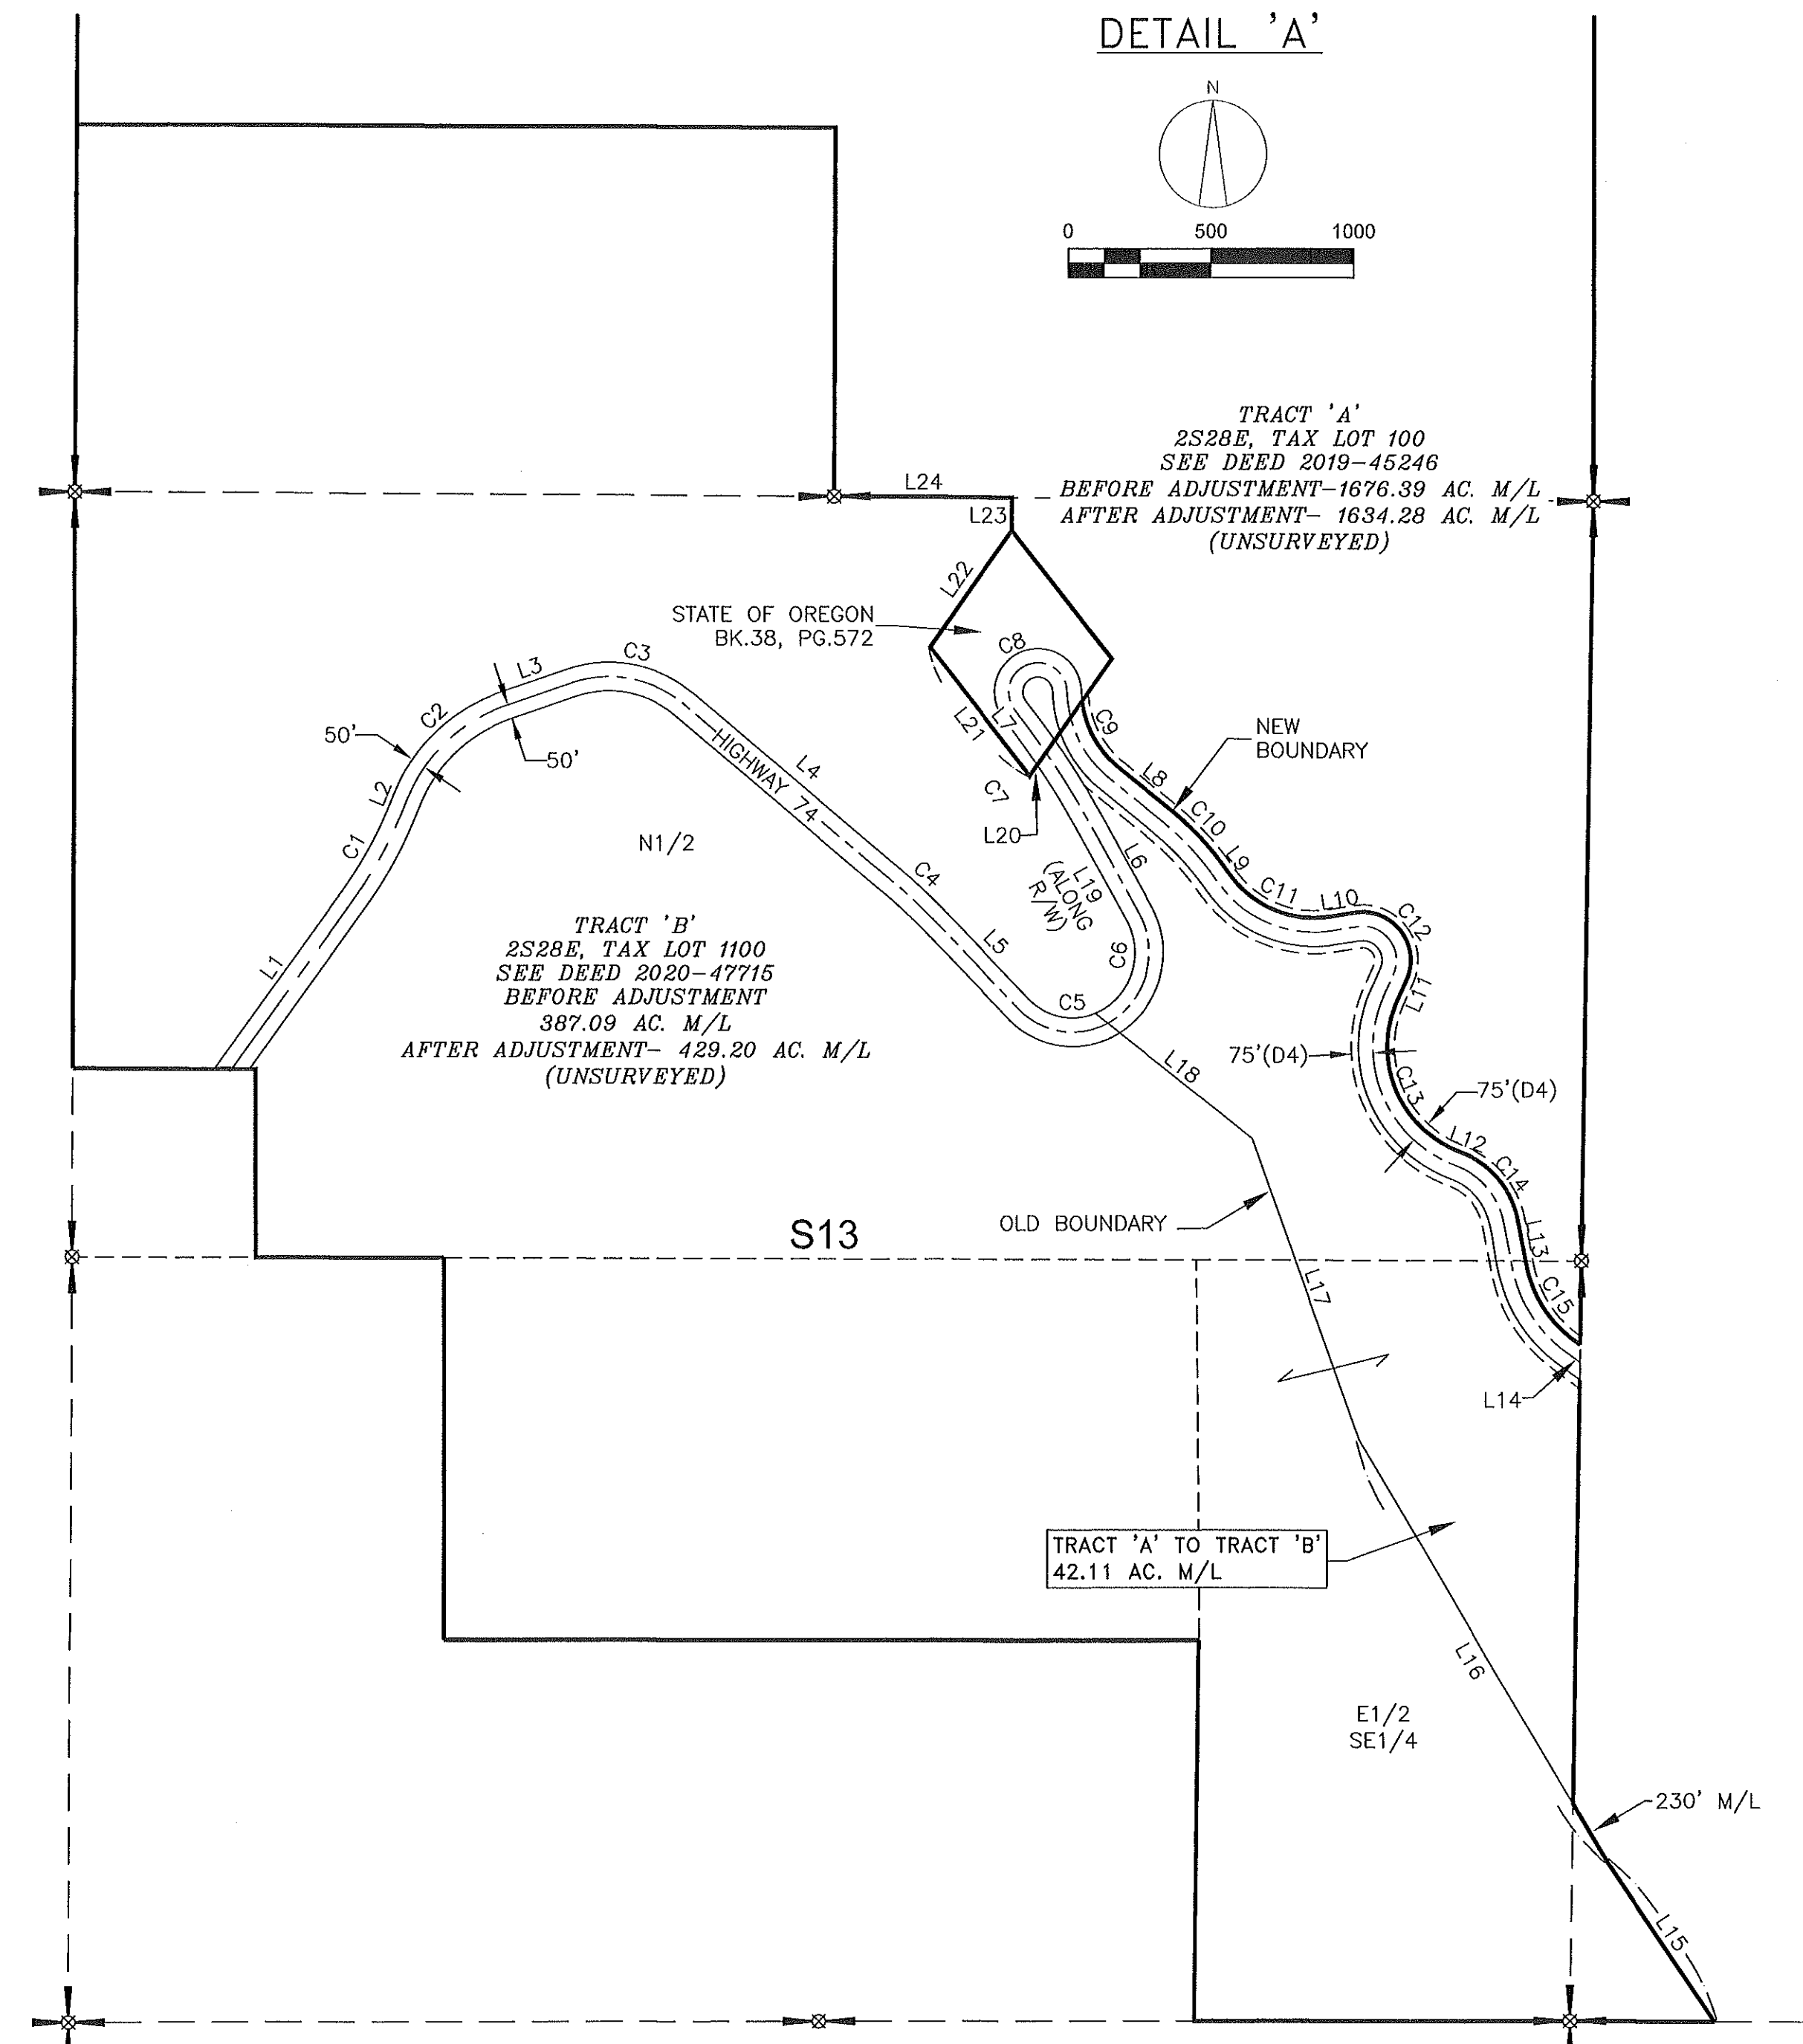 DETAIL 'A'
N
0 500 1000
TRACT 'A'
2S28E, TAX LOT 100
SEE DEED 2019-45246
BEFORE ADJUSTMENT-1676.39 AC. M/L
AFTER ADJUSTMENT- 1634.28 AC. M/L
(UNSURVEYED)
L24
L23
L22
STATE OF OREGON
BK.38, PG.572
C8
L7
L21
C7
L20
C9
NEW
BOUNDARY
L8
C10
L9
C11
L10
C12
L11
C3
L3
C2
50'
50'
L2
C1
L1
L4
HIGHWAY 74
N1/2
C4
L5
L6
L19
(ALONG
R/W)
C6
C5
TRACT 'B'
2S28E, TAX LOT 1100
SEE DEED 2020-47715
BEFORE ADJUSTMENT
387.09 AC. M/L
AFTER ADJUSTMENT- 429.20 AC. M/L
(UNSURVEYED)
L18
75'(D4)
75'(D4)
C13
L12
C14
L13
C15
L14
OLD BOUNDARY
S13
L17
TRACT 'A' TO TRACT 'B'
42.11 AC. M/L
L16
E1/2
SE1/4
230' M/L
L15